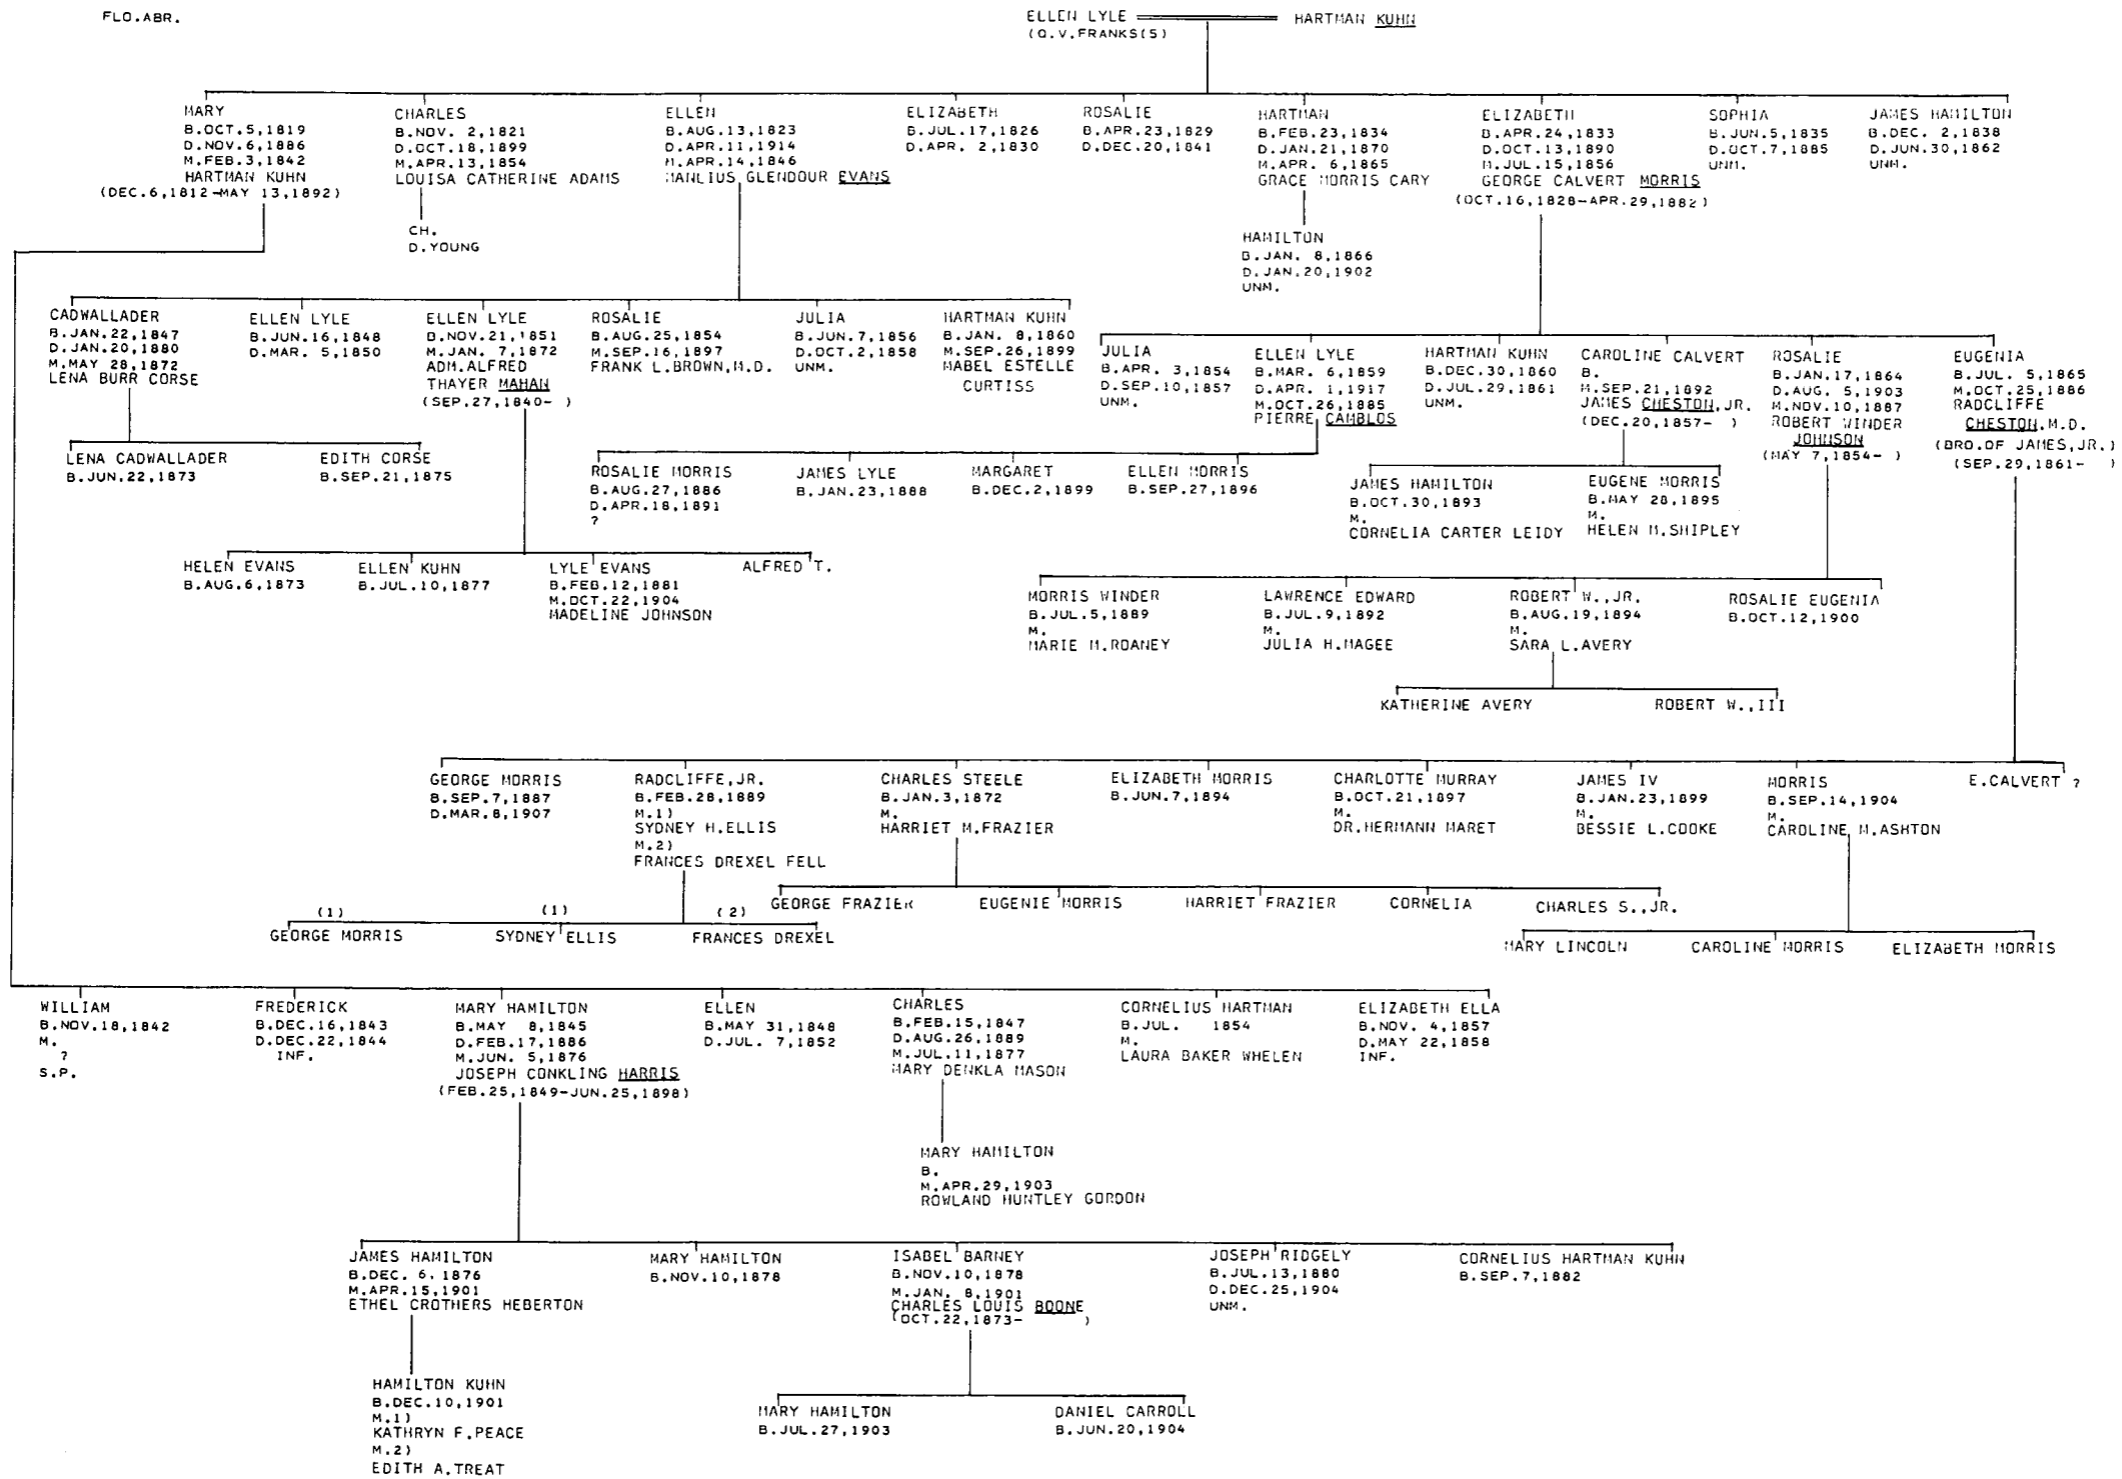 FLO.ABR.
ELLEN LYLE HARTMAN KUHN
(Q.V.FRANKS(5)
MARY
B.OCT.5,1819
D.NOV.6,1886
M.FEB.3,1842
HARTMAN KUHN
(DEC.6,1812-MAY 13,1892)
CHARLES
B.NOV. 2,1821
D.OCT.18,1899
M.APR.13,1854
LOUISA CATHERINE ADAMS
CH.
D.YOUNG
ELLEN
B.AUG.13,1823
D.APR.11,1914
M.APR.14,1846
MANLIUS GLENDOUR EVANS
ELIZABETH
B.JUL.17,1826
D.APR. 2,1830
ROSALIE
B.APR.23,1829
D.DEC.20,1841
HARTMAN
B.FEB.23,1834
D.JAN.21,1870
M.APR. 6,1865
GRACE MORRIS CARY
HAMILTON
B.JAN. 8,1866
D.JAN.20,1902
UNM.
ELIZABETH
B.APR.24,1833
D.OCT.13,1890
M.JUL.15,1856
GEORGE CALVERT MORRIS
(OCT.16,1828-APR.29,1882)
SOPHIA
B.JUN.5,1835
D.OCT.7,1885
UNM.
JAMES HAMILTON
B.DEC. 2,1838
D.JUN.30,1862
UNM.
CADWALLADER
B.JAN.22,1847
D.JAN.20,1880
M.MAY 28,1872
LENA BURR CORSE
ELLEN LYLE
B.JUN.16,1848
D.MAR. 5,1850
ELLEN LYLE
B.NOV.21,1851
M.JAN. 7,1872
ADM.ALFRED
THAYER MAHAN
(SEP.27,1840- )
ROSALIE
B.AUG.25,1854
M.SEP.16,1897
FRANK L.BROWN,M.D.
JULIA
B.JUN.7,1856
D.OCT.2,1858
UNM.
HARTMAN KUHN
B.JAN. 8,1860
M.SEP.26,1899
MABEL ESTELLE
CURTISS
JULIA
B.APR. 3,1854
D.SEP.10,1857
UNM.
ELLEN LYLE
B.MAR. 6,1859
D.APR. 1,1917
M.OCT.26,1885
PIERRE CAMBLOS
HARTMAN KUHN
B.DEC.30,1860
D.JUL.29,1861
UNM.
CAROLINE CALVERT
B.
M.SEP.21,1892
JAMES CHESTON,JR.
(DEC.20,1857- )
ROSALIE
B.JAN.17,1864
D.AUG. 5,1903
M.NOV.10,1887
ROBERT WINDER
JOHNSON
(MAY 7,1854- )
EUGENIA
B.JUL. 5,1865
M.OCT.25,1886
RADCLIFFE
CHESTON,M.D.
(BRO.OF JAMES,JR.)
(SEP.29,1861- )
LENA CADWALLADER
B.JUN.22,1873
EDITH CORSE
B.SEP.21,1875
ROSALIE MORRIS
B.AUG.27,1886
D.APR.18,1891
?
JAMES LYLE
B.JAN.23,1888
MARGARET
B.DEC.2,1899
ELLEN MORRIS
B.SEP.27,1896
JAMES HAMILTON
B.OCT.30,1893
M.
CORNELIA CARTER LEIDY
EUGENE MORRIS
B.MAY 28,1895
M.
HELEN M.SHIPLEY
HELEN EVANS
B.AUG.6,1873
ELLEN KUHN
B.JUL.10,1877
LYLE EVANS
B.FEB.12,1881
M.OCT.22,1904
MADELINE JOHNSON
ALFRED T.
MORRIS WINDER
B.JUL.5,1889
M.
MARIE M.ROANEY
LAWRENCE EDWARD
B.JUL.9,1892
M.
JULIA H.MAGEE
ROBERT W.,JR.
B.AUG.19,1894
M.
SARA L.AVERY
ROSALIE EUGENIA
B.OCT.12,1900
KATHERINE AVERY
ROBERT W.,III
GEORGE MORRIS
B.SEP.7,1887
D.MAR.8,1907
RADCLIFFE,JR.
B.FEB.28,1889
M.1)
SYDNEY H.ELLIS
M.2)
FRANCES DREXEL FELL
CHARLES STEELE
B.JAN.3,1872
M.
HARRIET M.FRAZIER
ELIZABETH MORRIS
B.JUN.7,1894
CHARLOTTE MURRAY
B.OCT.21,1897
M.
DR.HERMANN MARET
JAMES IV
B.JAN.23,1899
M.
BESSIE L.COOKE
MORRIS
B.SEP.14,1904
M.
CAROLINE M.ASHTON
E.CALVERT ?
(1) (1) (2)
GEORGE MORRIS
SYDNEY ELLIS
FRANCES DREXEL
GEORGE FRAZIER
EUGENIE MORRIS
HARRIET FRAZIER
CORNELIA
CHARLES S.,JR.
MARY LINCOLN
CAROLINE MORRIS
ELIZABETH MORRIS
WILLIAM
B.NOV.18,1842
M.
?
S.P.
FREDERICK
B.DEC.16,1843
D.DEC.22,1844
INF.
MARY HAMILTON
B.MAY 8,1845
D.FEB.17,1886
M.JUN. 5,1876
JOSEPH CONKLING HARRIS
(FEB.25,1849-JUN.25,1898)
ELLEN
B.MAY 31,1848
D.JUL. 7,1852
CHARLES
B.FEB.15,1847
D.AUG.26,1889
M.JUL.11,1877
MARY DENKLA MASON
CORNELIUS HARTMAN
B.JUL. 1854
M.
LAURA BAKER WHELEN
ELIZABETH ELLA
B.NOV. 4,1857
D.MAY 22,1858
INF.
MARY HAMILTON
B.
M.APR.29,1903
ROWLAND HUNTLEY GORDON
JAMES HAMILTON
B.DEC. 6,1876
M.APR.15,1901
ETHEL CROTHERS HEBERTON
MARY HAMILTON
B.NOV.10,1878
ISABEL BARNEY
B.NOV.10,1878
M.JAN. 8,1901
CHARLES LOUIS BOONE
(OCT.22,1873- )
JOSEPH RIDGELY
B.JUL.13,1880
D.DEC.25,1904
UNM.
CORNELIUS HARTMAN KUHN
B.SEP.7,1882
HAMILTON KUHN
B.DEC.10,1901
M.1)
KATHRYN F.PEACE
M.2)
EDITH A.TREAT
MARY HAMILTON
B.JUL.27,1903
DANIEL CARROLL
B.JUN.20,1904